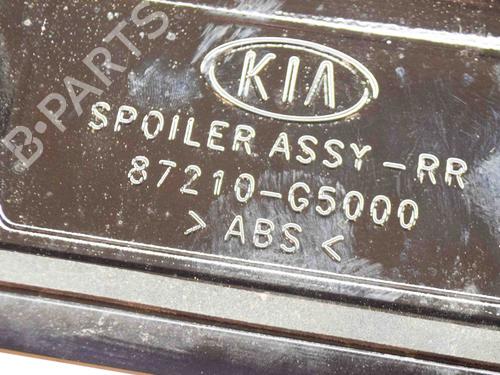 B-PARTS
KIA
SPOILER ASSY-RR
87210-G5000
> ABS <